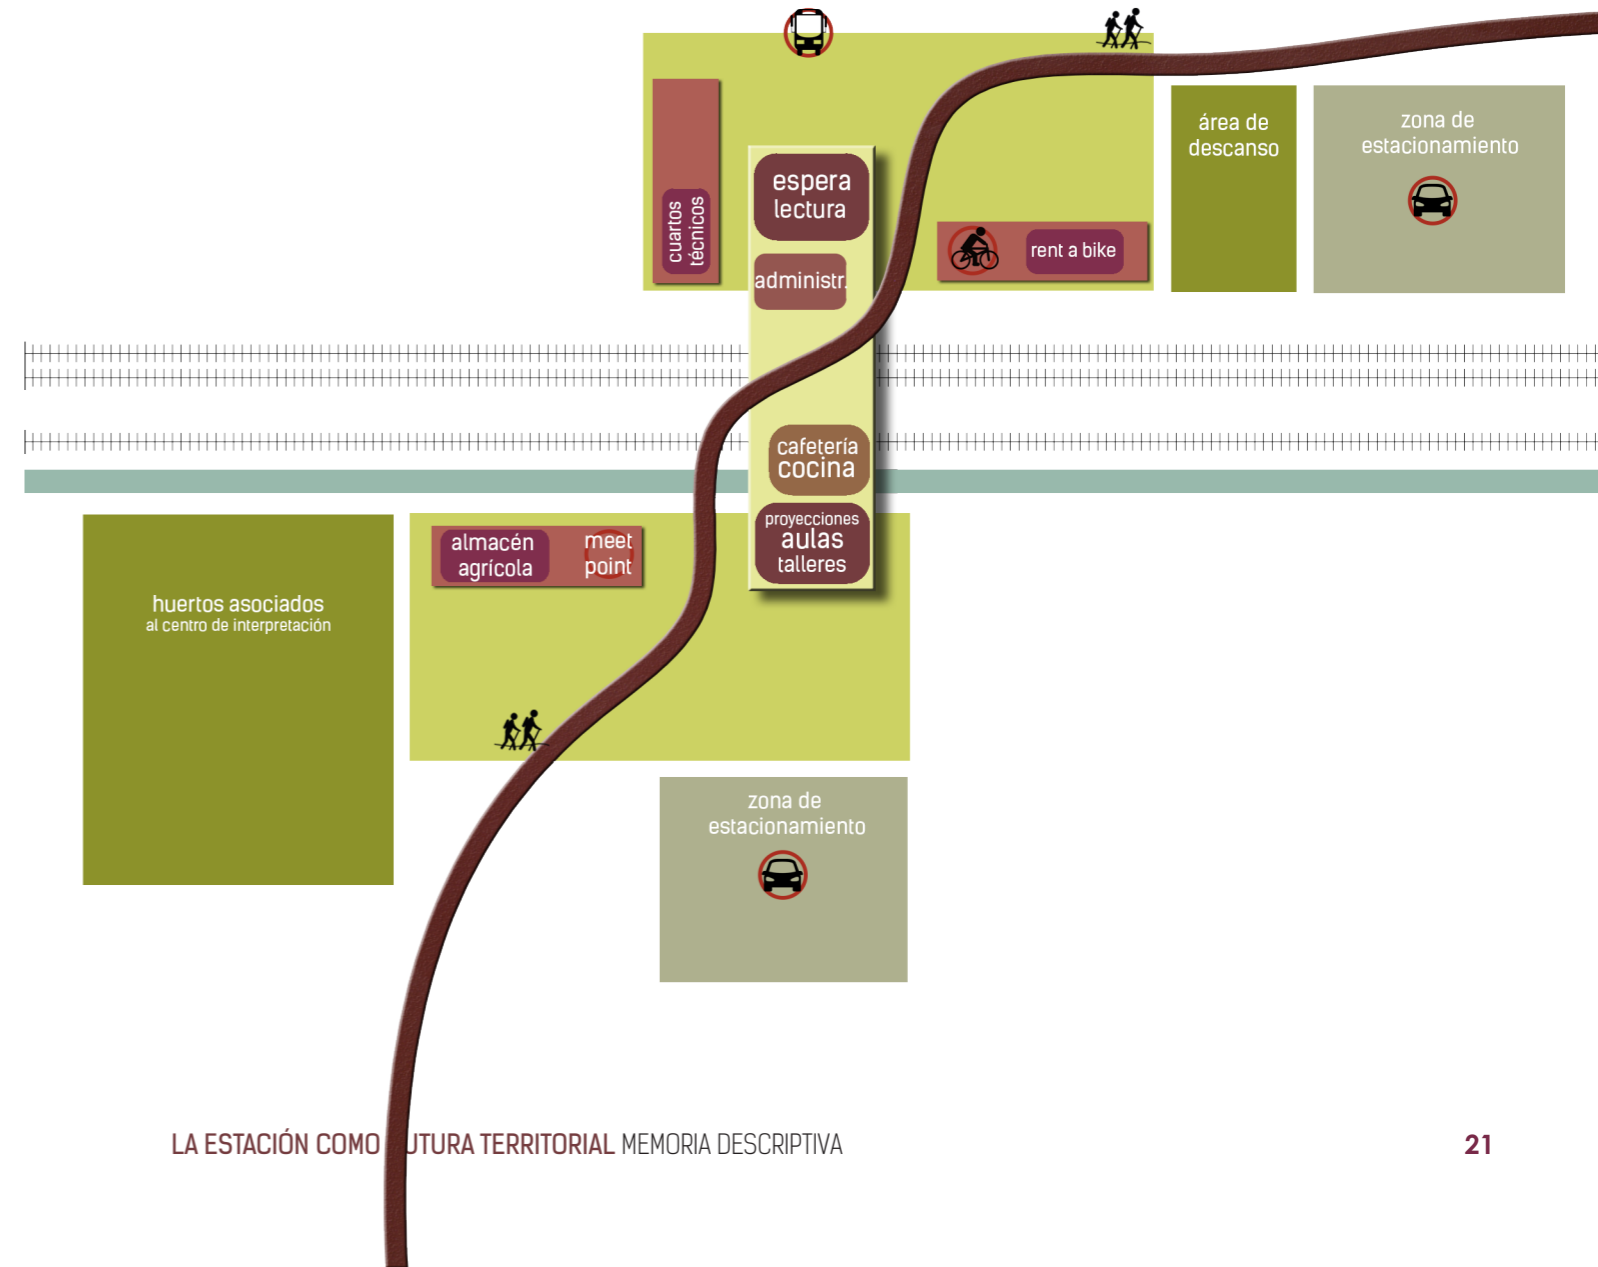 área de
descanso
zona de
estacionamiento
espera
lectura
cuartos
técnicos
rent a bike
administr.
cafetería
cocina
proyecciones
aulas
talleres
almacén
agrícola
meet
point
huertos asociados
al centro de interpretación
zona de
estacionamiento
LA ESTACIÓN COMO UTURA TERRITORIAL MEMORIA DESCRIPTIVA
21